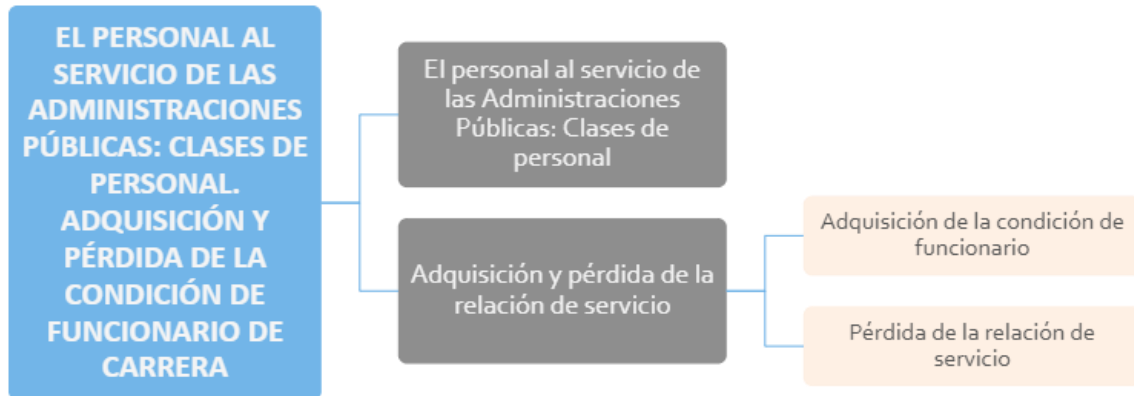 EL PERSONAL AL
SERVICIO DE LAS
ADMINISTRACIONES
PÚBLICAS: CLASES DE
PERSONAL.
ADQUISICIÓN Y
PÉRDIDA DE LA
CONDICIÓN DE
FUNCIONARIO DE
CARRERA
El personal al servicio de
las Administraciones
Públicas: Clases de
personal
Adquisición y pérdida de la
relación de servicio
Adquisición de la condición de
funcionario
Pérdida de la relación de
servicio